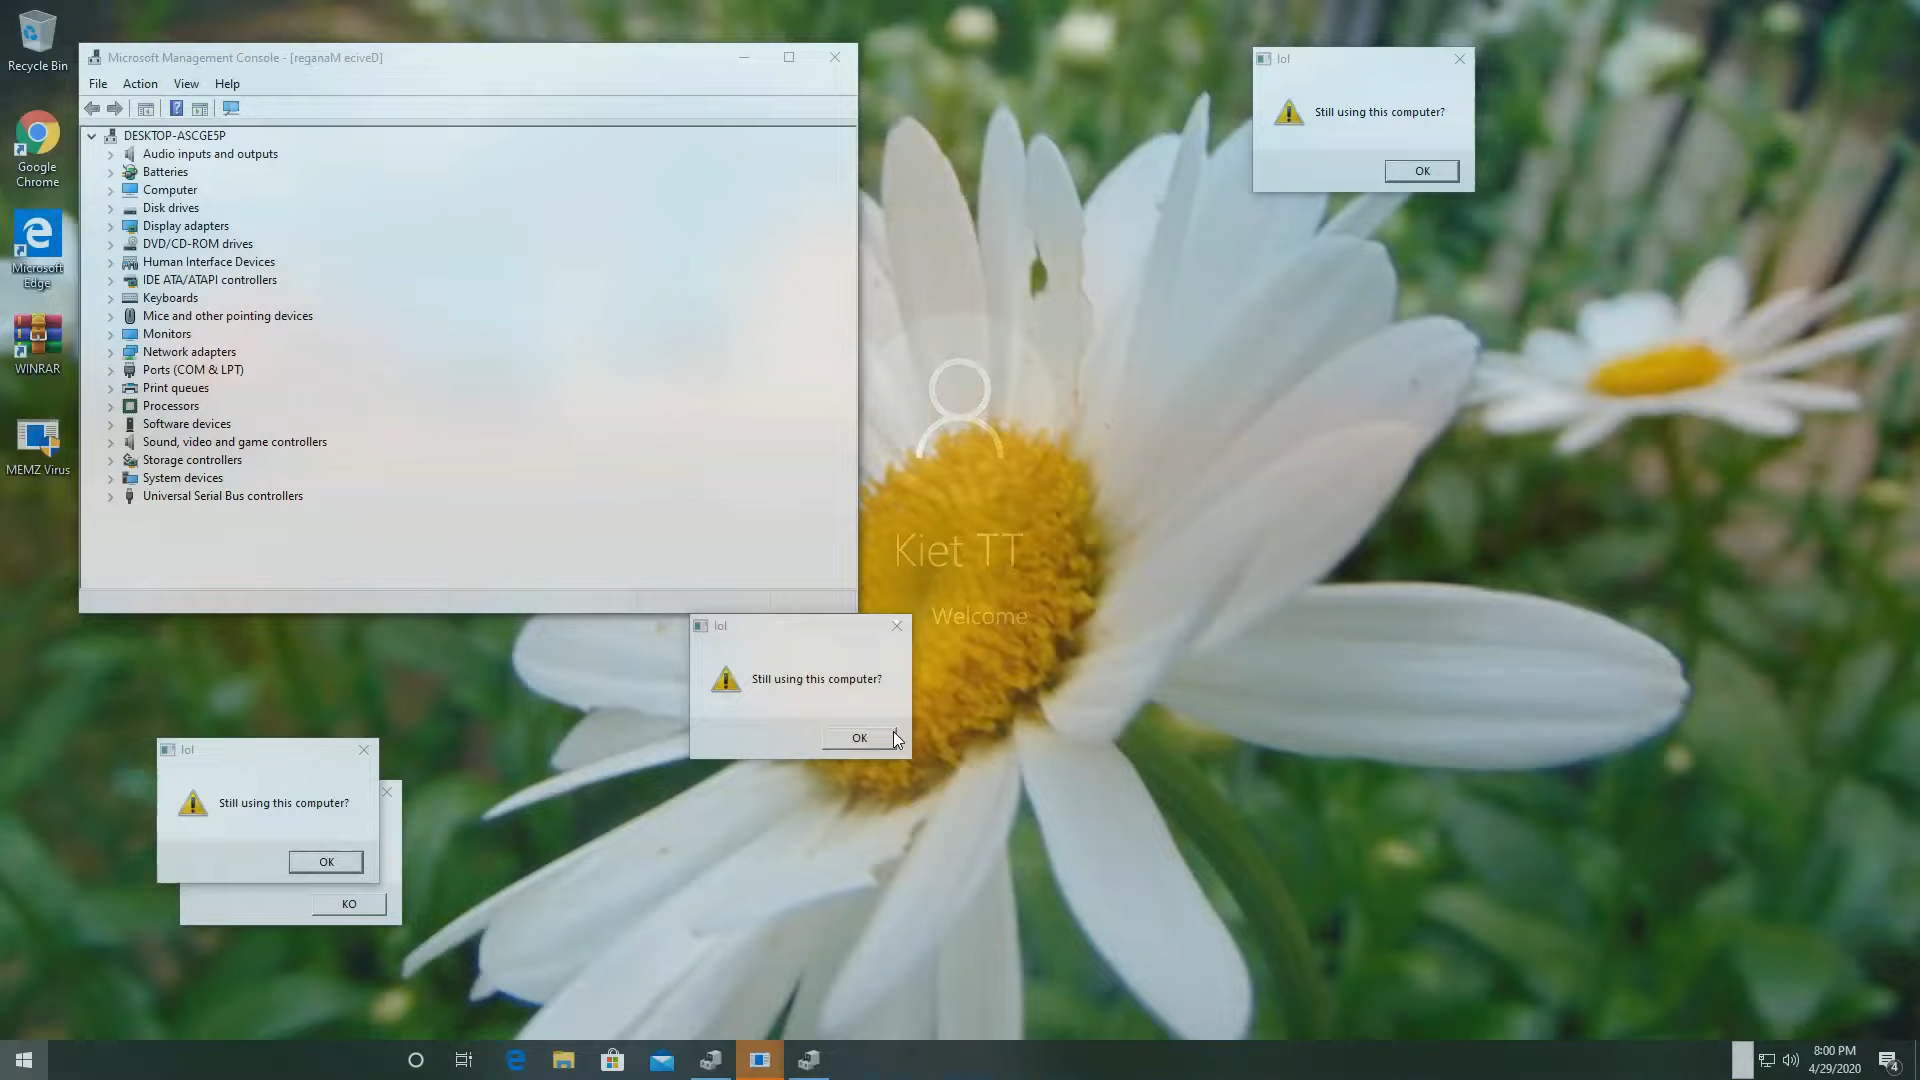 Recycle Bin
Google
Chrome
Microsoft
Edge
WINRAR
MEMZ Virus
Microsoft Management Console - [reganaM eciveD]
File Action View Help
DESKTOP-ASCGE5P
Audio inputs and outputs
Batteries
Computer
Disk drives
Display adapters
DVD/CD-ROM drives
Human Interface Devices
IDE ATA/ATAPI controllers
Keyboards
Mice and other pointing devices
Monitors
Network adapters
Ports (COM & LPT)
Print queues
Processors
Software devices
Sound, video and game controllers
Storage controllers
System devices
Universal Serial Bus controllers
lol
Still using this computer?
OK
Kiet TT
Welcome
lol
Still using this computer?
OK
lol
Still using this computer?
OK
KO
8:00 PM
4/29/2020
4